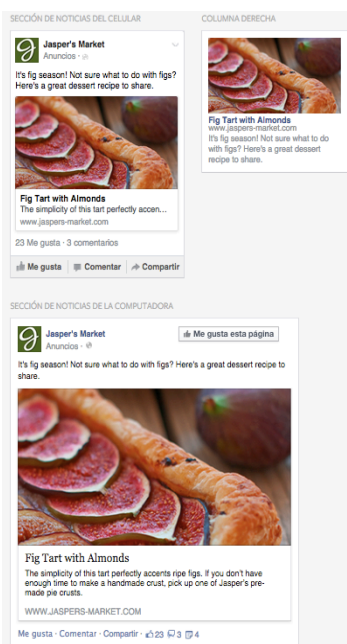 SECCIÓN DE NOTICIAS DEL CELULAR
Jasper's Market
Anuncios ·
It's fig season! Not sure what to do with figs?
Here's a great dessert recipe to share.
Fig Tart with Almonds
The simplicity of this tart perfectly accen...
www.jaspers-market.com
23 Me gusta · 3 comentarios
Me gusta
Comentar
Compartir
COLUMNA DERECHA
Fig Tart with Almonds
www.jaspers-market.com
It's fig season! Not sure what to do
with figs? Here's a great dessert
recipe to share.
SECCIÓN DE NOTICIAS DE LA COMPUTADORA
Jasper's Market
Anuncios ·
Me gusta esta página
It's fig season! Not sure what to do with figs? Here's a great dessert recipe to
share.
Fig Tart with Almonds
The simplicity of this tart perfectly accents ripe figs. If you don't have
enough time to make a handmade crust, pick up one of Jasper's pre-
made pie crusts.
WWW.JASPERS-MARKET.COM
Me gusta · Comentar · Compartir · 23 3 4